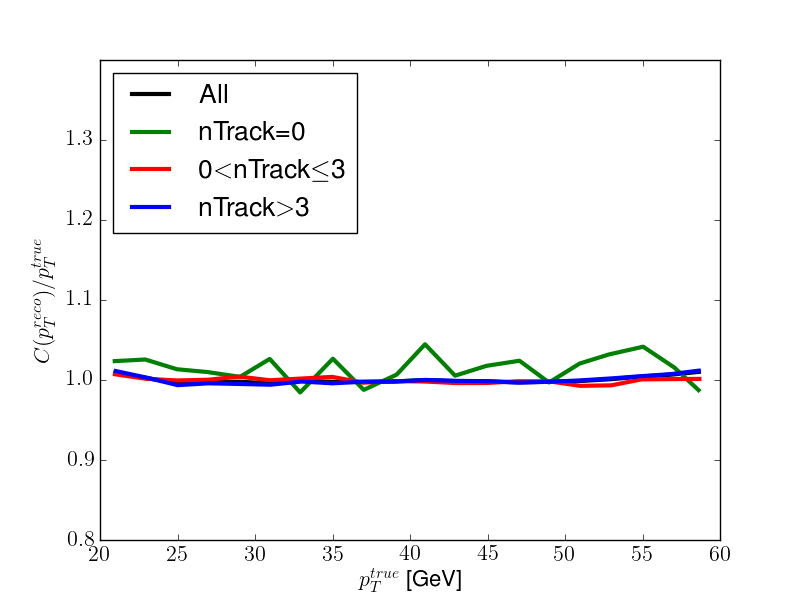 All
nTrack=0
0<nTrack≤3
nTrack>3
1.3
1.2
1.1
1.0
0.9
0.8
C(p_T^{reco})/p_T^{true}
20 25 30 35 40 45 50 55 60
p_T^{true} [GeV]